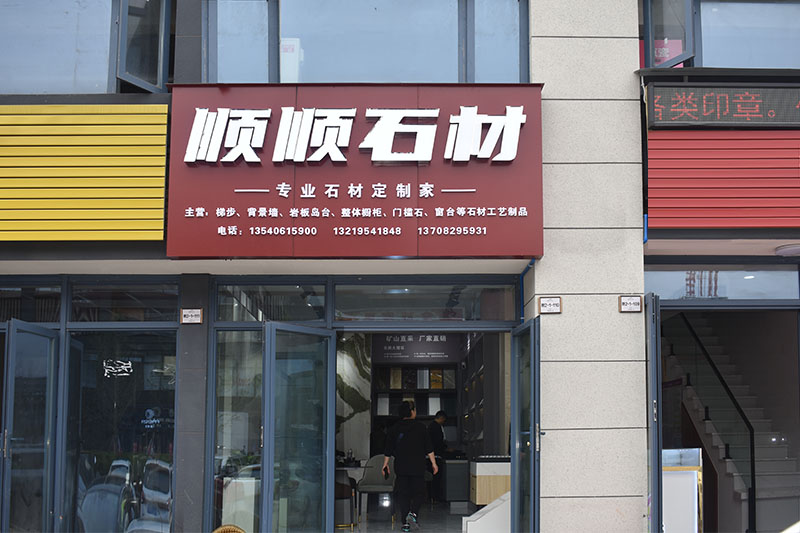 顺顺石材
专业石材定制家
主营：梯步、背景墙、岩板岛台、整体橱柜、门槛石、窗台等石材工艺制品
电话：13540615900 13219541848 13708295931
各类印章。
矿山直采 厂家直销